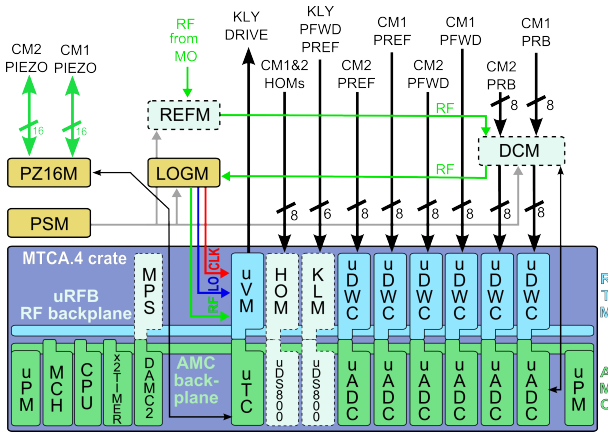 CM2
PIEZO
CM1
PIEZO
RF
from
MO
KLY
DRIVE
KLY
PFWD
PREF
CM1&2
HOMs
CM2
PREF
CM1
PREF
CM2
PFWD
CM1
PFWD
CM2
PRB
CM1
PRB
16
16
8
8
REFM
RF
DCM
PZ16M
LOGM
RF
PSM
8
6
8
8
8
8
8
8
MTCA.4 crate
uRFB
RF backplane
MPS
CLK
LO
RF
uVM
HOM
KLM
uDWC
uDWC
uDWC
uDWC
uDWC
R
T
M
AMC
back-
plane
uPM
MCH
CPU
x2TIMER
DAMC2
uTC
uDS800
uDS800
uADC
uADC
uADC
uADC
uADC
uPM
A
M
C